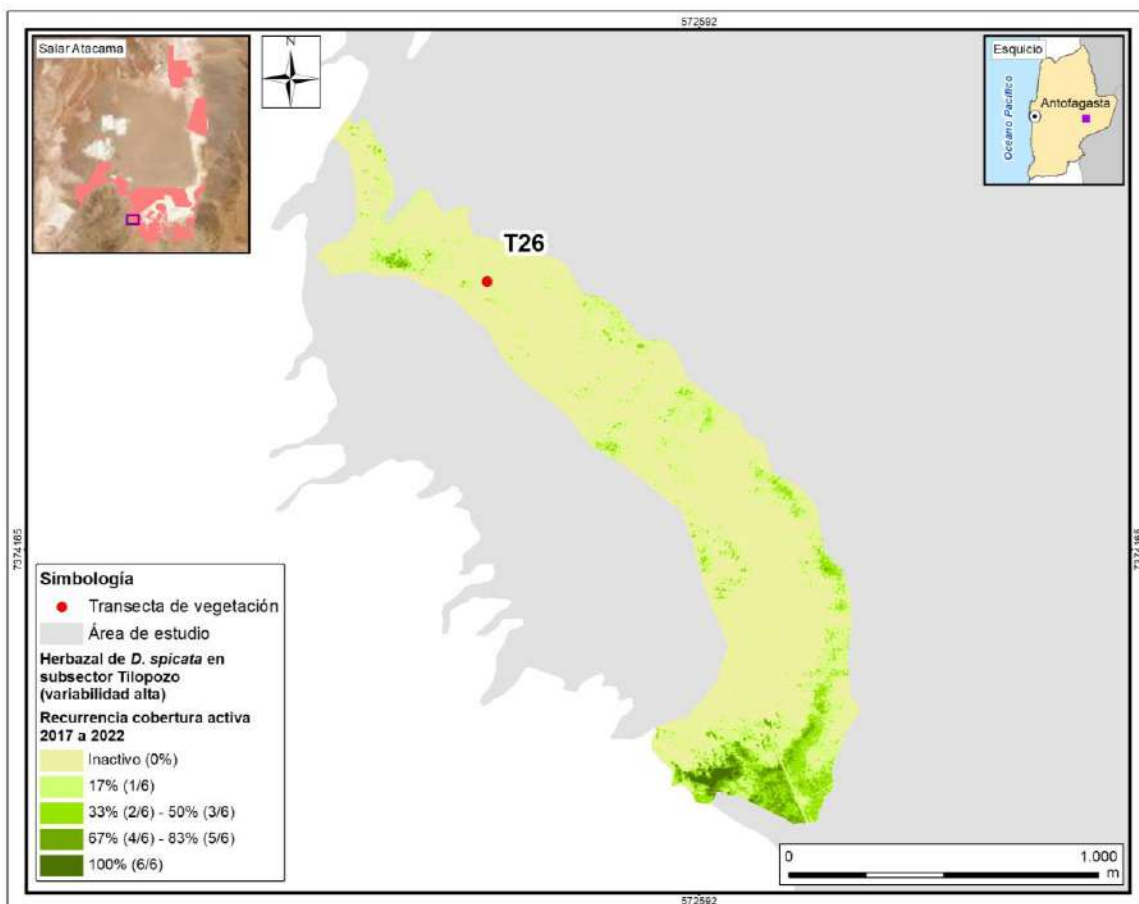 572592
Salar Atacama
N
Esquicio
Océano Pacífico
Antofagasta
T26
7374165
7374165
Simbología
Transecta de vegetación
Área de estudio
Herbazal de D. spicata en
subsector Tilopozo
(variabilidad alta)
Recurrencia cobertura activa
2017 a 2022
Inactivo (0%)
17% (1/6)
33% (2/6) - 50% (3/6)
67% (4/6) - 83% (5/6)
100% (6/6)
0
1.000
m
572592